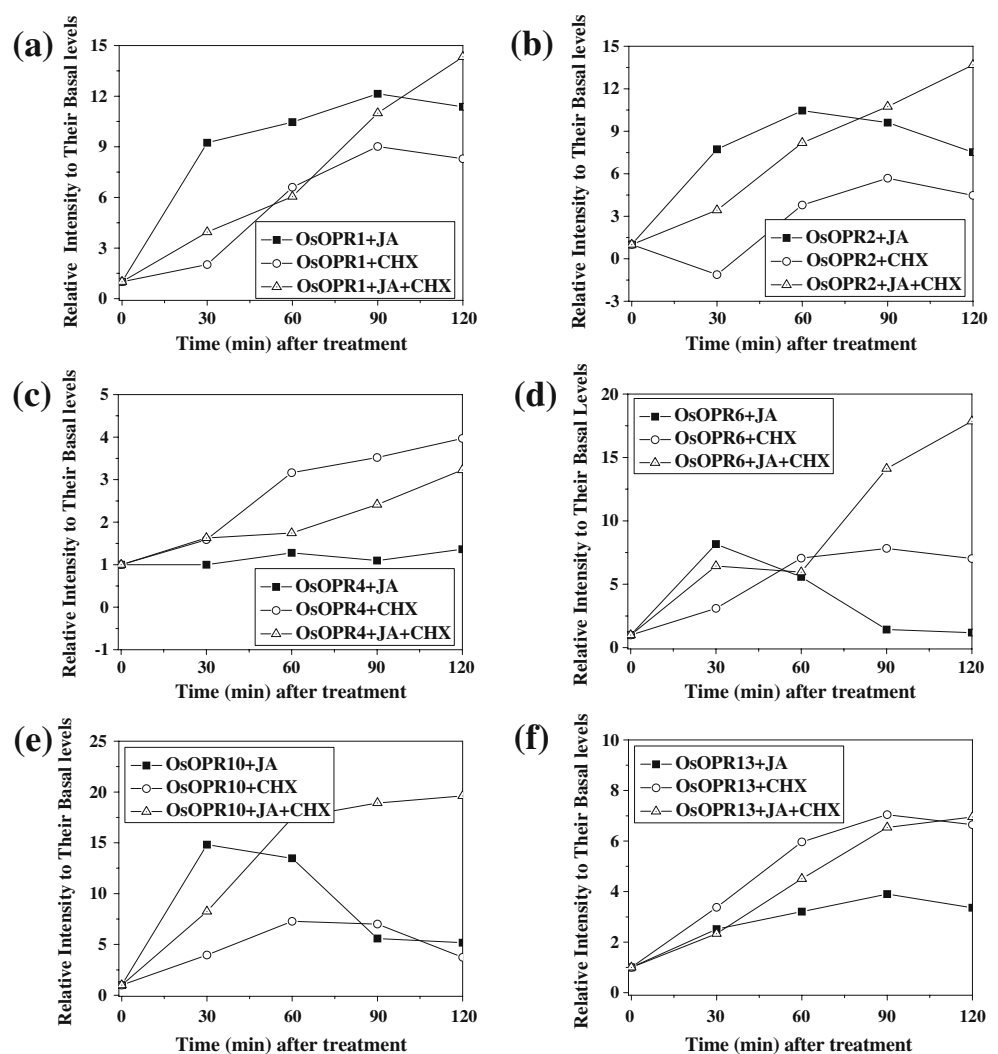 (a)
Relative Intensity to Their Basal levels
15
12
9
6
3
0
OsOPR1+JA
OsOPR1+CHX
OsOPR1+JA+CHX
0 30 60 90 120
Time (min) after treatment
(b)
Relative Intensity to Their Basal levels
15
12
9
6
3
0
-3
OsOPR2+JA
OsOPR2+CHX
OsOPR2+JA+CHX
0 30 60 90 120
Time (min) after treatment
(c)
Relative Intensity to Their Basal levels
5
4
3
2
1
0
-1
OsOPR4+JA
OsOPR4+CHX
OsOPR4+JA+CHX
0 30 60 90 120
Time (min) after treatment
(d)
Relative Intensity to Their Basal Levels
20
15
10
5
0
OsOPR6+JA
OsOPR6+CHX
OsOPR6+JA+CHX
0 30 60 90 120
Time (min) after treatment
(e)
Relative Intensity to Their Basal levels
25
20
15
10
5
0
OsOPR10+JA
OsOPR10+CHX
OsOPR10+JA+CHX
0 30 60 90 120
Time (min) after treatment
(f)
Relative Intensity to Their Basal levels
10
8
6
4
2
0
OsOPR13+JA
OsOPR13+CHX
OsOPR13+JA+CHX
0 30 60 90 120
Time (min) after treatment